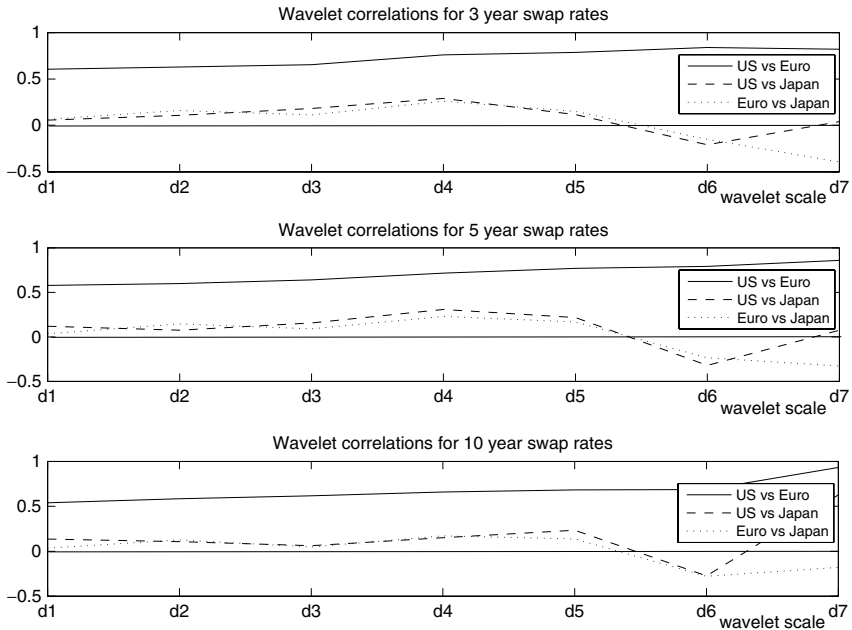 Wavelet correlations for 3 year swap rates
1
0.5
0
−0.5
US vs Euro
US vs Japan
Euro vs Japan
d1 d2 d3 d4 d5 d6 d7
wavelet scale
Wavelet correlations for 5 year swap rates
1
0.5
0
−0.5
US vs Euro
US vs Japan
Euro vs Japan
d1 d2 d3 d4 d5 d6 d7
wavelet scale
Wavelet correlations for 10 year swap rates
1
0.5
0
−0.5
US vs Euro
US vs Japan
Euro vs Japan
d1 d2 d3 d4 d5 d6 d7
wavelet scale